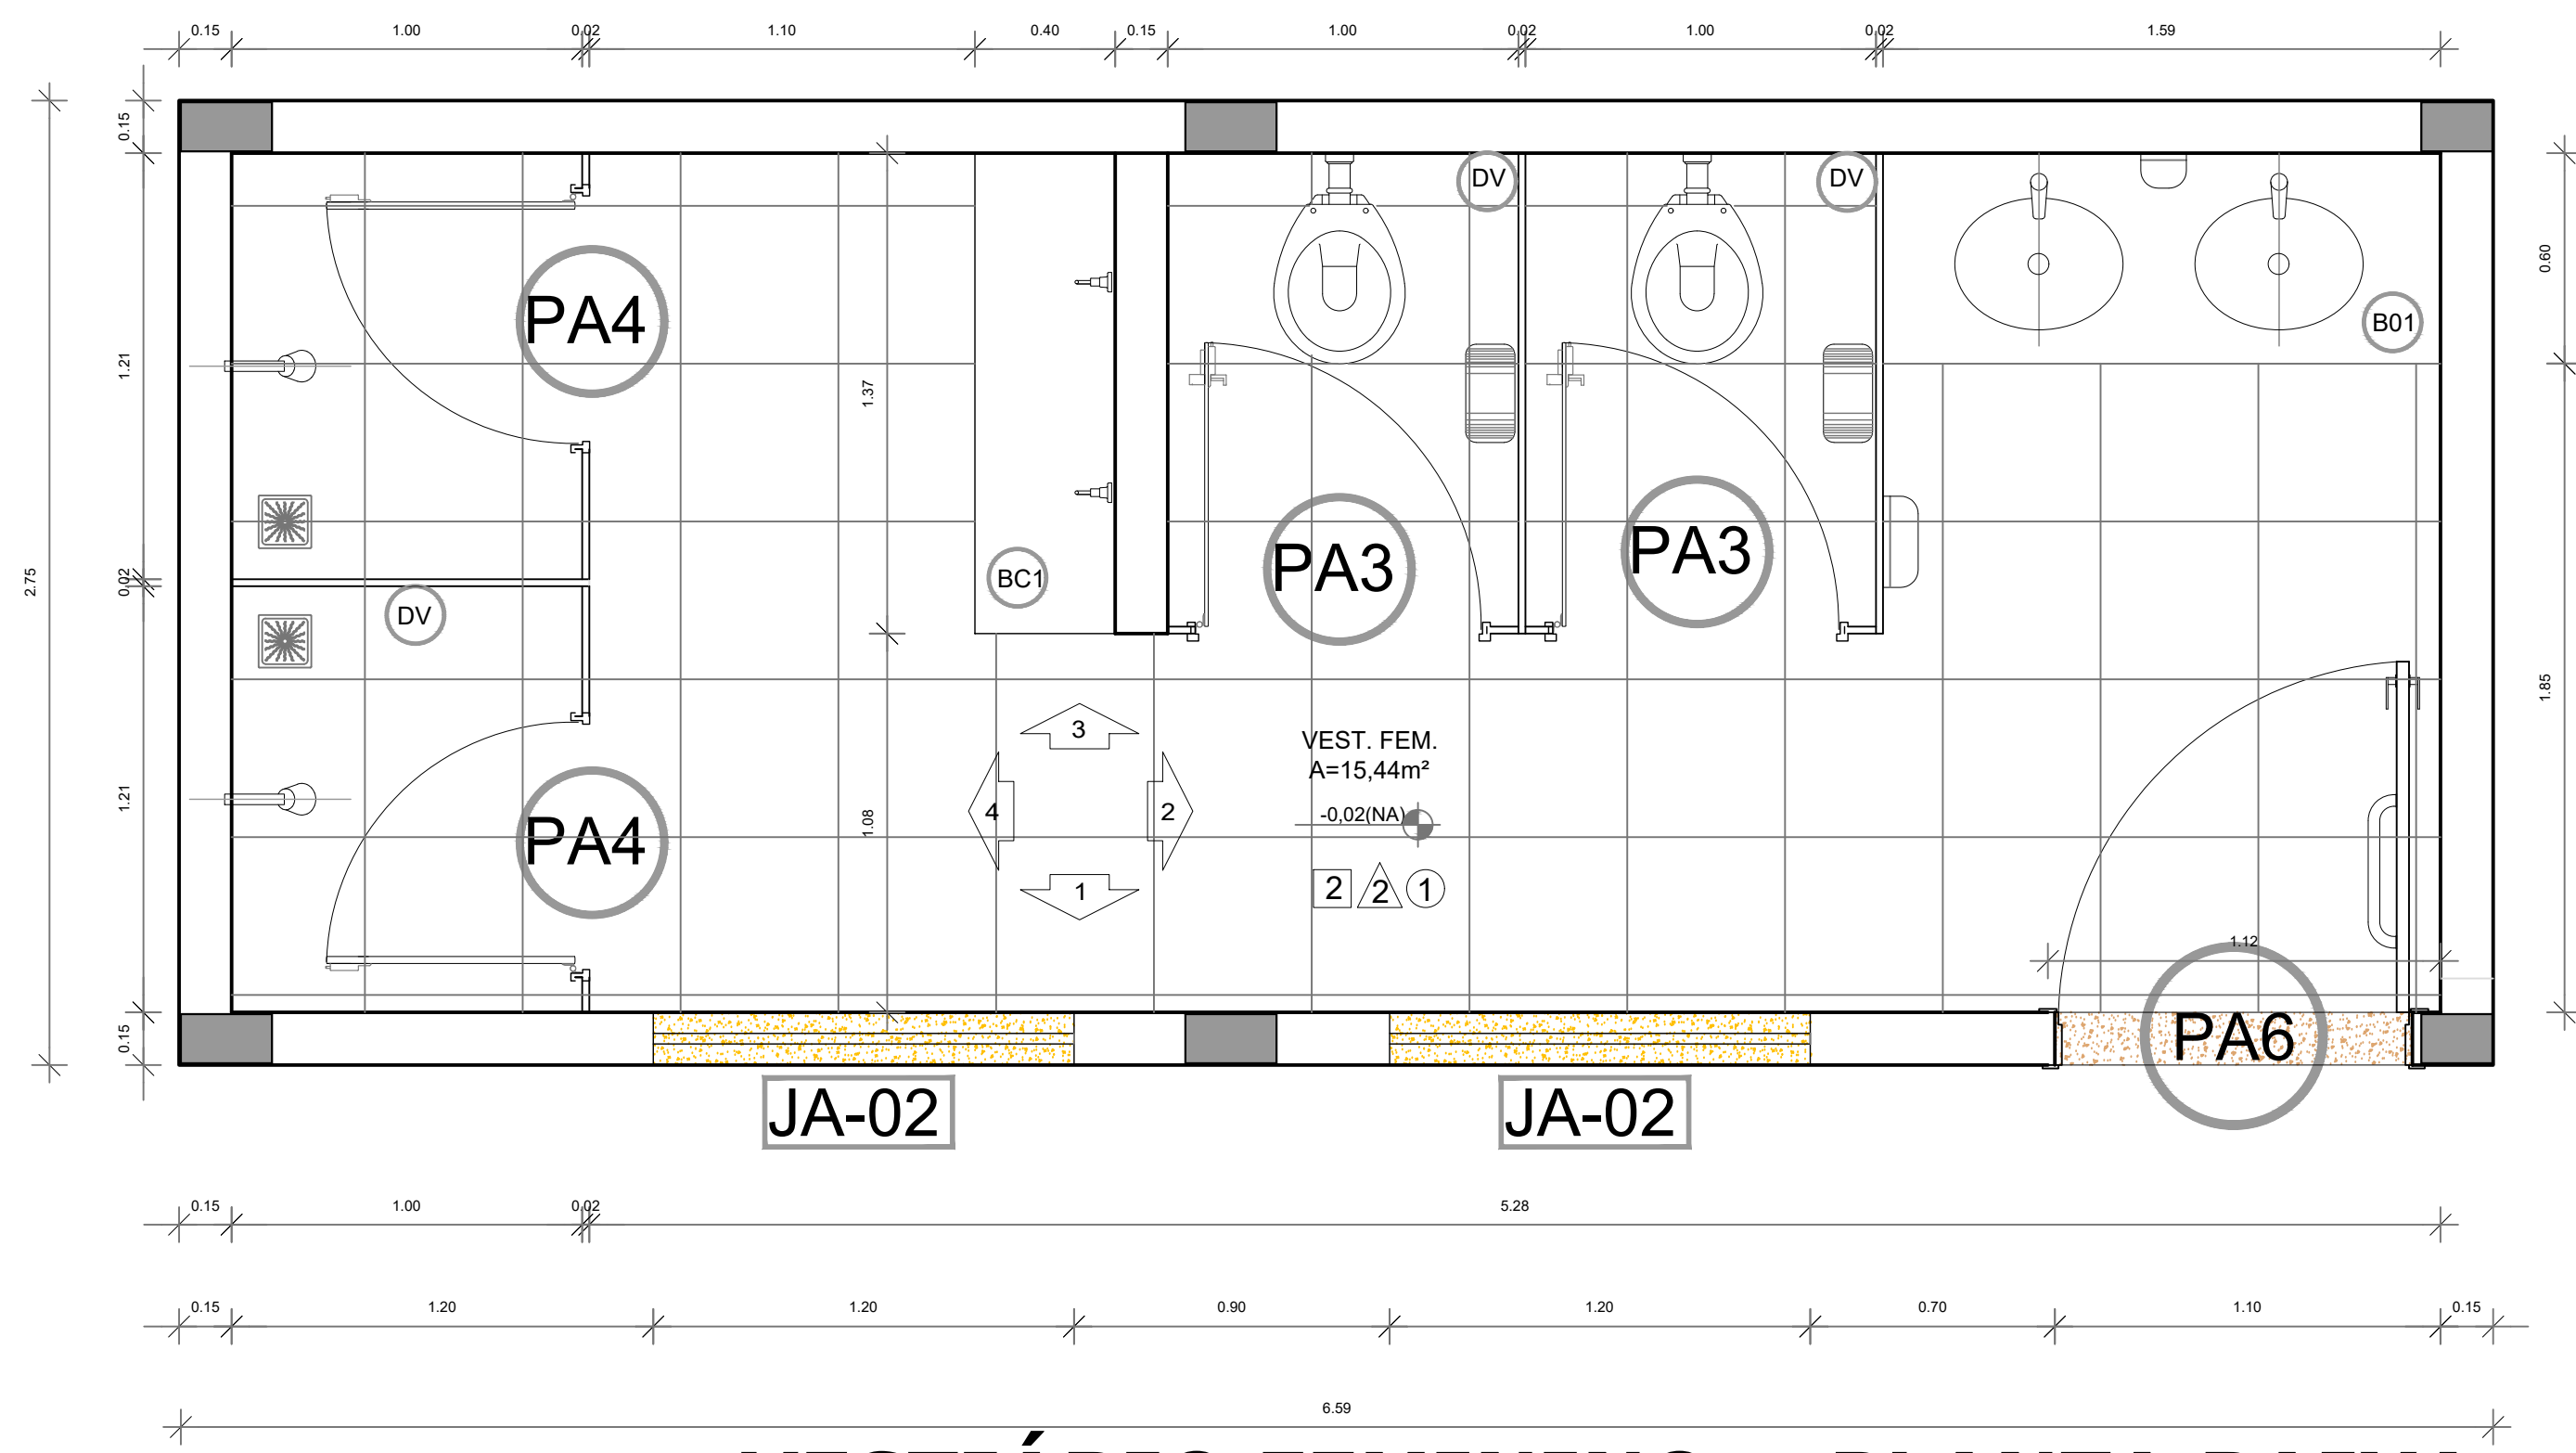 0.15 1.00 0.02 1.10 0.40 0.15 1.00 0.02 1.00 0.02 1.59
0.15
DV DV
0.60
PA4
B01
1.21
1.37
PA3
PA3
2.75
0.02
BC1
DV
1.85
3
VEST. FEM.
A=15,44m²
4
2
-0,02(NA)
1.21
1.08
PA4
1
2 2 1
1.12
0.15
PA6
JA-02 JA-02
0.15 1.00 0.02 5.28
0.15 1.20 1.20 0.90 1.20 0.70 1.10 0.15
6.59